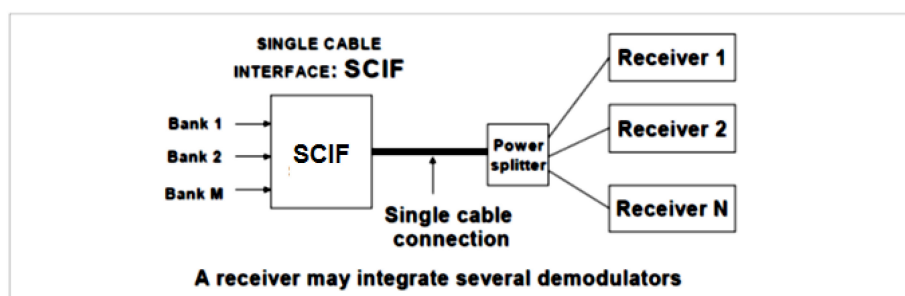 SINGLE CABLE
INTERFACE: SCIF
Receiver 1
Bank 1
Bank 2
Bank M
SCIF
Power
splitter
Receiver 2
Single cable
connection
Receiver N
A receiver may integrate several demodulators